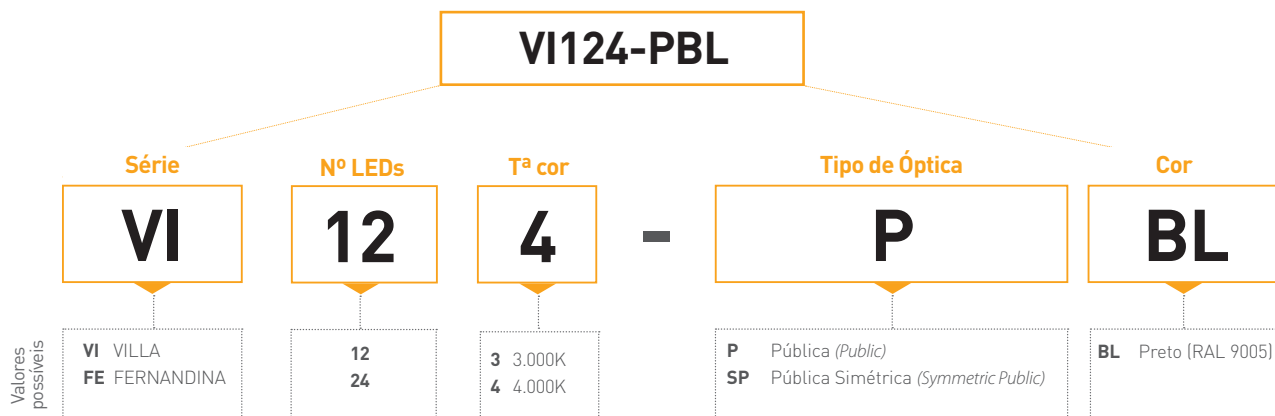 VI124-PBL
Série
Nº LEDs
Tª cor
Tipo de Óptica
Cor
VI
12
4
-
P
BL
Valores possíveis
VI VILLA
FE FERNANDINA
12
24
3 3.000K
4 4.000K
P Pública (Public)
SP Pública Simétrica (Symmetric Public)
BL Preto (RAL 9005)